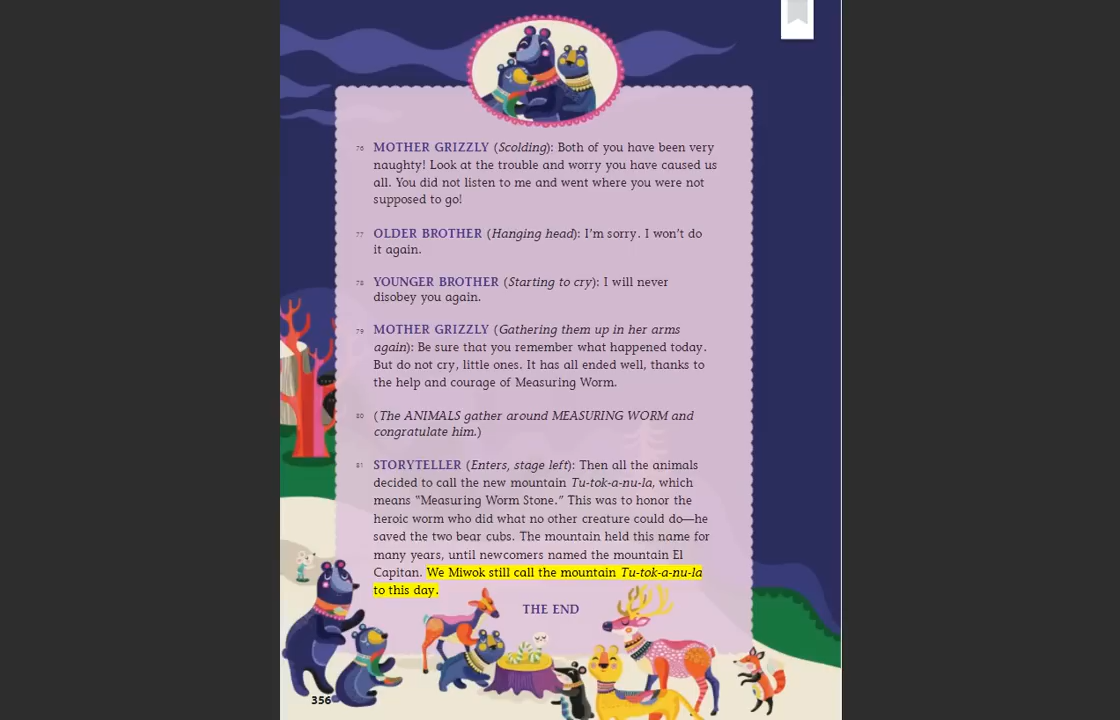 76 MOTHER GRIZZLY (Scolding): Both of you have been very
naughty! Look at the trouble and worry you have caused us
all. You did not listen to me and went where you were not
supposed to go!
77 OLDER BROTHER (Hanging head): I'm sorry. I won't do
it again.
78 YOUNGER BROTHER (Starting to cry): I will never
disobey you again.
79 MOTHER GRIZZLY (Gathering them up in her arms
again): Be sure that you remember what happened today.
But do not cry, little ones. It has all ended well, thanks to
the help and courage of Measuring Worm.
80 (The ANIMALS gather around MEASURING WORM and
congratulate him.)
81 STORYTELLER (Enters, stage left): Then all the animals
decided to call the new mountain Tu-tok-a-nu-la, which
means “Measuring Worm Stone.” This was to honor the
heroic worm who did what no other creature could do—he
saved the two bear cubs. The mountain held this name for
many years, until newcomers named the mountain El
Capitan. We Miwok still call the mountain Tu-tok-a-nu-la
to this day.
THE END
356